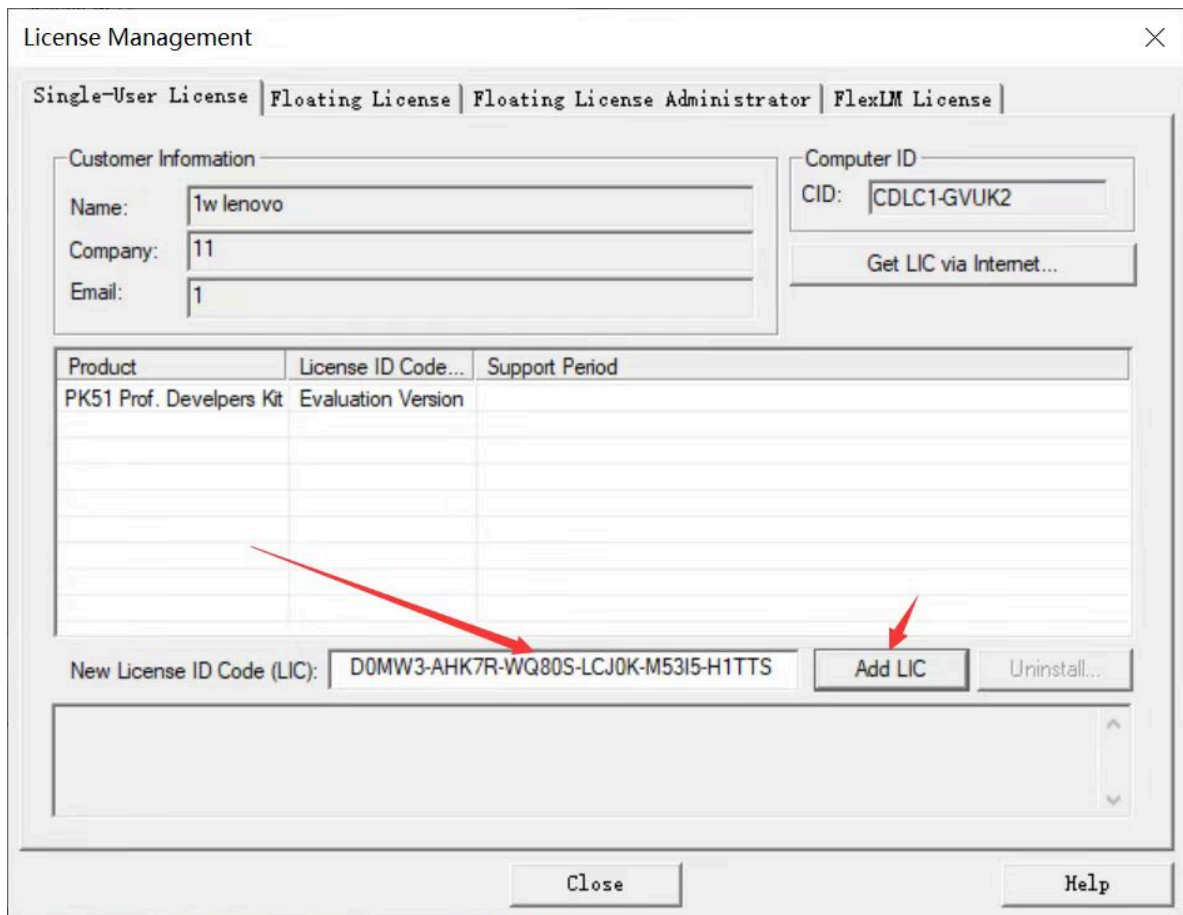 License Management
Single-User License
Floating License
Floating License Administrator
FlexLM License
Customer Information
Name:
1w lenovo
Company:
11
Email:
1
Computer ID
CID:
CDLC1-GVUK2
Get LIC via Internet...
Product
License ID Code...
Support Period
PK51 Prof. Develpers Kit
Evaluation Version
New License ID Code (LIC):
D0MW3-AHK7R-WQ80S-LCJ0K-M53I5-H1TTS
Add LIC
Uninstall...
Close
Help